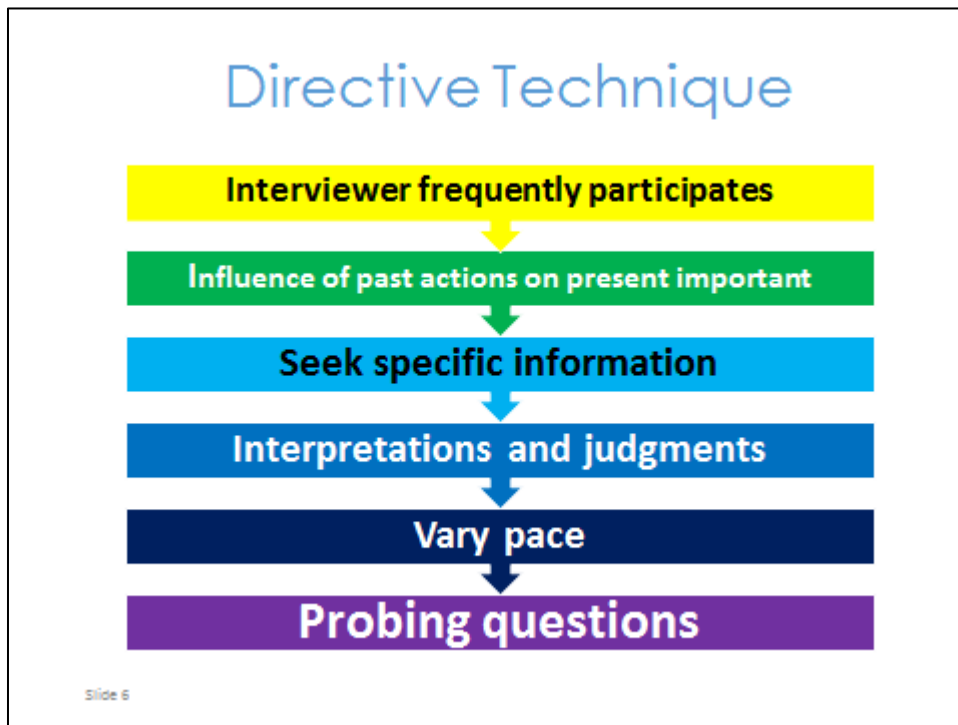 Directive Technique
Interviewer frequently participates
Influence of past actions on present important
Seek specific information
Interpretations and judgments
Vary pace
Probing questions
Slide 6